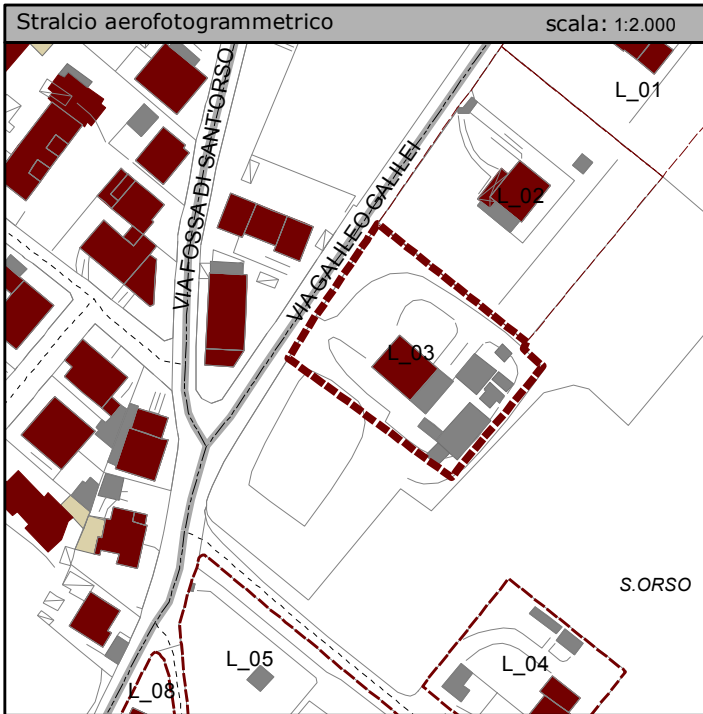 Stralcio aerofotogrammetrico scala: 1:2.000
L_01
VIA FOSSA DI SANT'ORSO
VIA GALILEO GALILEI
L_02
L_03
S.ORSO
L_04
L_05
L_08